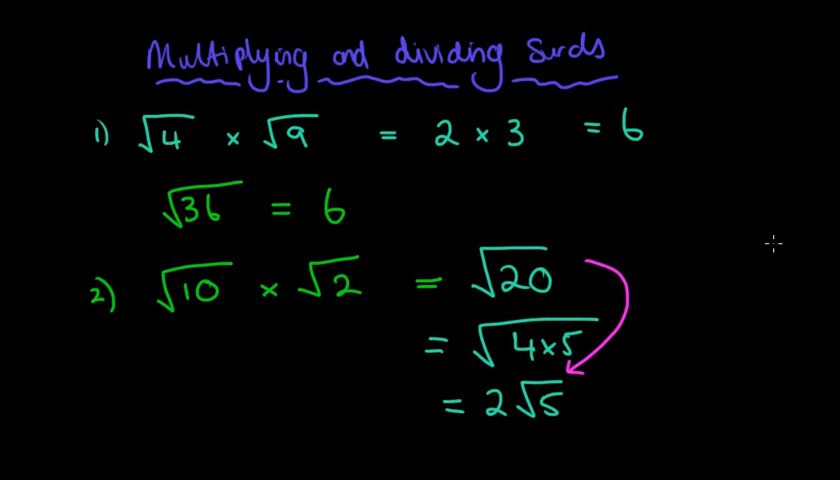 Multiplying and dividing Surds
1) √4 × √9 = 2 × 3 = 6
√36 = 6
2) √10 × √2 = √20
= √4×5
= 2√5